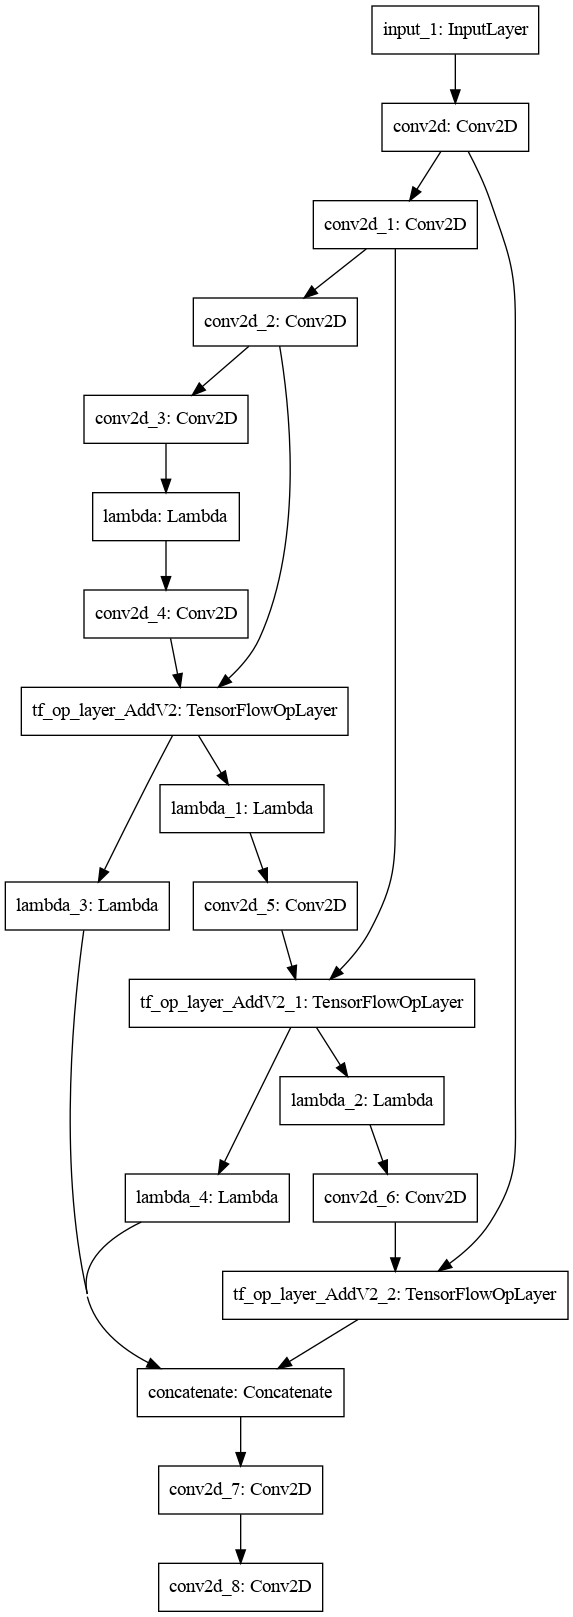 input_1: InputLayer
conv2d: Conv2D
conv2d_1: Conv2D
conv2d_2: Conv2D
conv2d_3: Conv2D
lambda: Lambda
conv2d_4: Conv2D
tf_op_layer_AddV2: TensorFlowOpLayer
lambda_1: Lambda
lambda_3: Lambda
conv2d_5: Conv2D
tf_op_layer_AddV2_1: TensorFlowOpLayer
lambda_2: Lambda
lambda_4: Lambda
conv2d_6: Conv2D
tf_op_layer_AddV2_2: TensorFlowOpLayer
concatenate: Concatenate
conv2d_7: Conv2D
conv2d_8: Conv2D